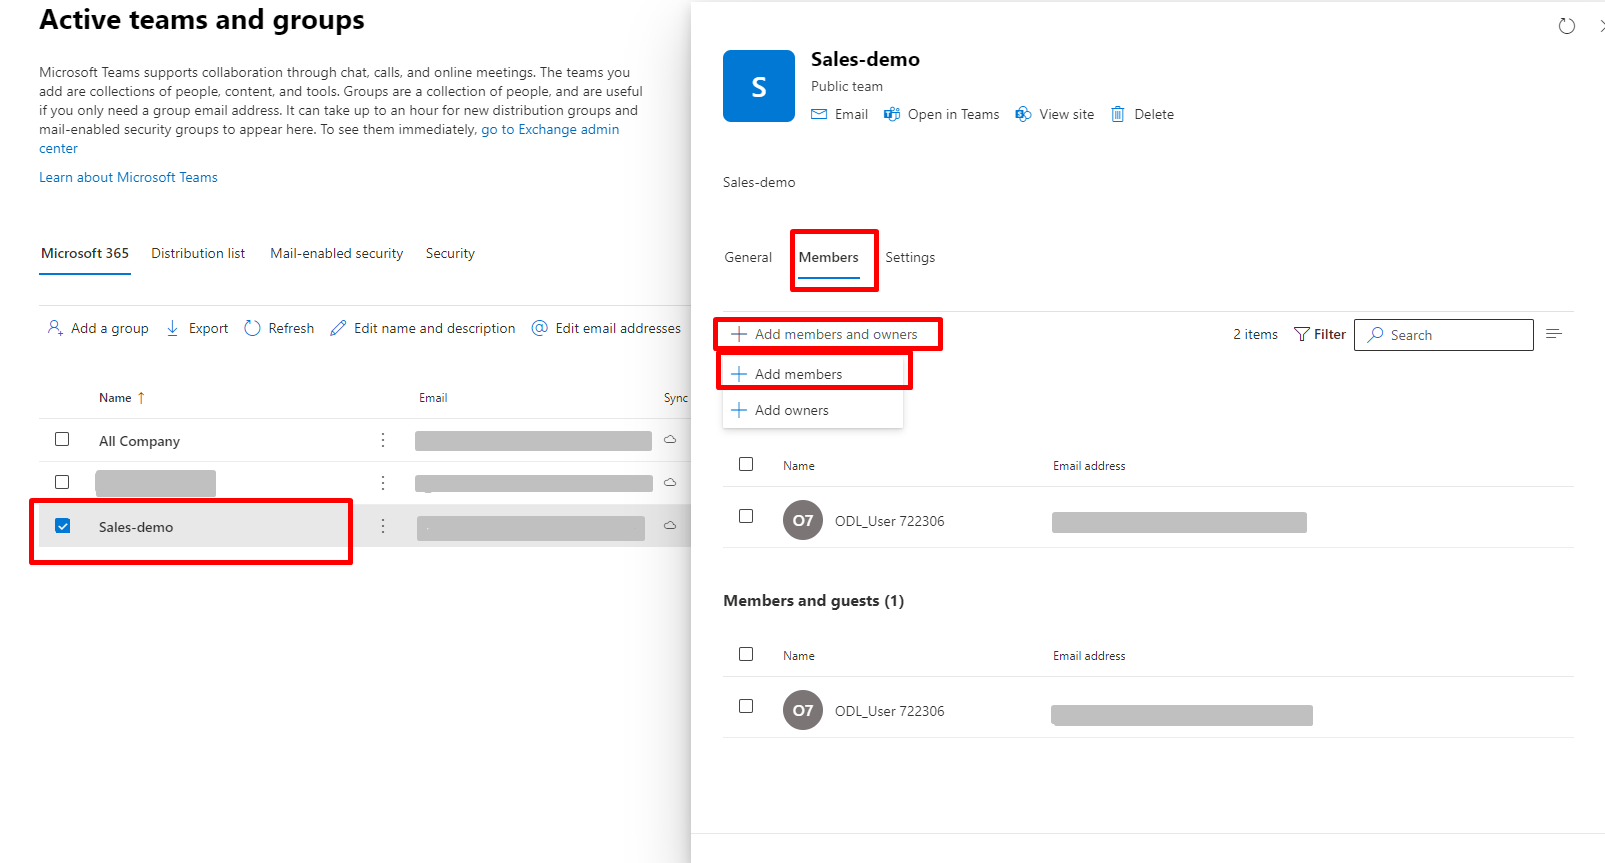 Active teams and groups
Microsoft Teams supports collaboration through chat, calls, and online meetings. The teams you
add are collections of people, content, and tools. Groups are a collection of people, and are useful
if you only need a group email address. It can take up to an hour for new distribution groups and
mail-enabled security groups to appear here. To see them immediately, go to Exchange admin
center
Learn about Microsoft Teams
Microsoft 365 Distribution list Mail-enabled security Security
Add a group Export Refresh Edit name and description Edit email addresses
Name ↑ Email Sync
All Company
Sales-demo
S
Sales-demo
Public team
Email Open in Teams View site Delete
Sales-demo
General Members Settings
Add members and owners 2 items Filter Search
Add members
Add owners
Name Email address
O7 ODL_User 722306
Members and guests (1)
Name Email address
O7 ODL_User 722306